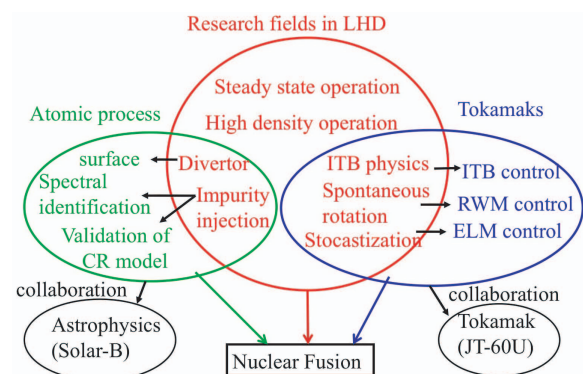 Research fields in LHD
Steady state operation
Atomic process
Tokamaks
High density operation
surface
Divertor
ITB physics
ITB control
Spectral
identification
Impurity
injection
Spontaneous
rotation
RWM control
Validation of
CR model
Stocastization
ELM control
collaboration
collaboration
Astrophysics
(Solar-B)
Nuclear Fusion
Tokamak
(JT-60U)